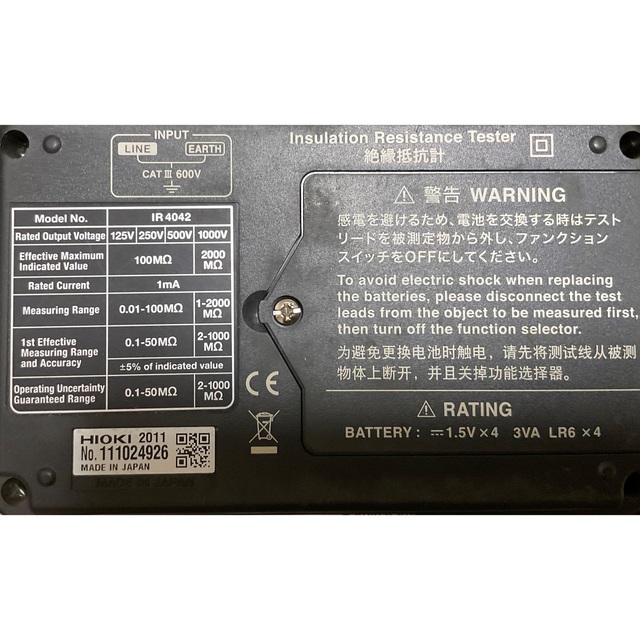 INPUT
LINE EARTH
CAT III 600V
Insulation Resistance Tester
絶縁抵抗計
Model No. IR4042
Rated Output Voltage 125V 250V 500V 1000V
Effective Maximum Indicated Value 100MΩ 2000MΩ
Rated Current 1mA
Measuring Range 0.01-100MΩ 1-2000MΩ
1st Effective Measuring Range and Accuracy 0.1-50MΩ 2-1000MΩ
±5% of indicated value
Operating Uncertainty Guaranteed Range 0.1-50MΩ 2-1000MΩ
CE
HIOKI 2011
No. 111024926
MADE IN JAPAN
MADE IN JAPAN
警告 WARNING
感電を避けるため、電池を交換する時はテスト
リードを被測定物から外し、ファンクション
スイッチをOFFにしてください。
To avoid electric shock when replacing
the batteries, please disconnect the test
leads from the object to be measured first,
then turn off the function selector.
为避免更换电池时触电，请先将测试线从被测
物体上断开，并且关掉功能选择器。
RATING
BATTERY : 1.5V×4 3VA LR6 ×4